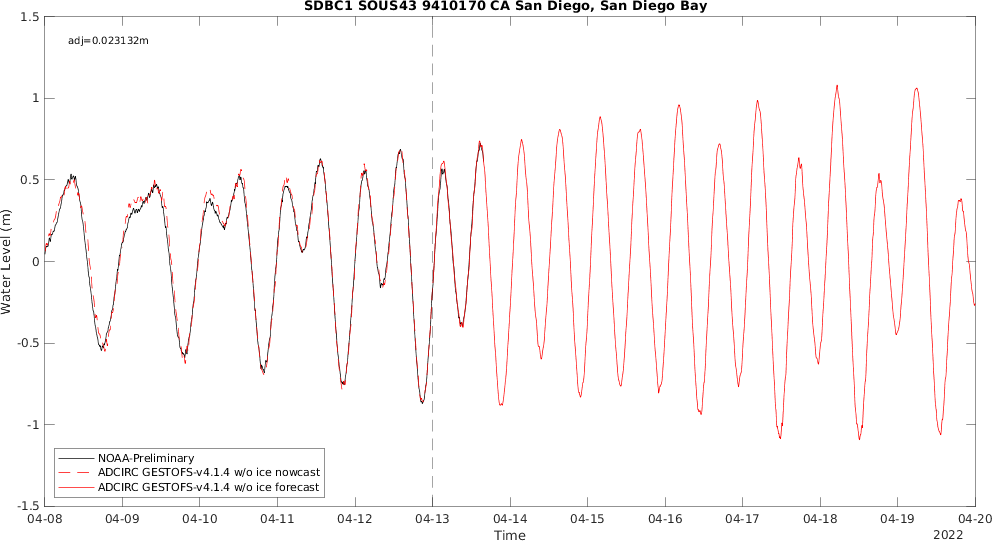 SDBC1 SOUS43 9410170 CA San Diego, San Diego Bay
adj=0.023132m
1.5
1
0.5
0
-0.5
-1
-1.5
Water Level (m)
NOAA-Preliminary
ADCIRC GESTOFS-v4.1.4 w/o ice nowcast
ADCIRC GESTOFS-v4.1.4 w/o ice forecast
04-08 04-09 04-10 04-11 04-12 04-13 04-14 04-15 04-16 04-17 04-18 04-19 04-20
Time
2022